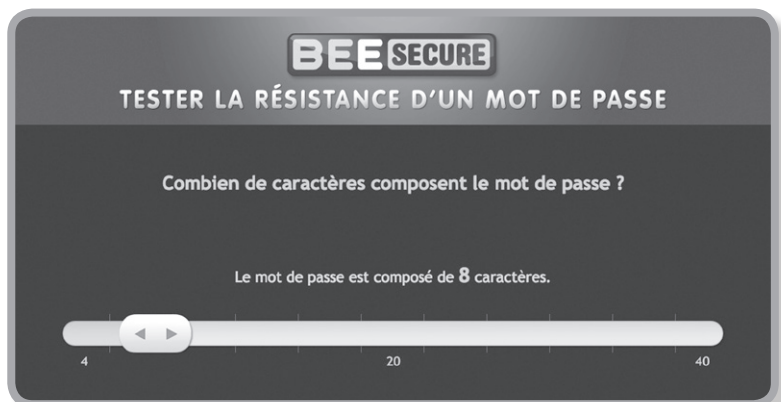 BEE SECURE
TESTER LA RÉSISTANCE D'UN MOT DE PASSE
Combien de caractères composent le mot de passe ?
Le mot de passe est composé de 8 caractères.
4 20 40